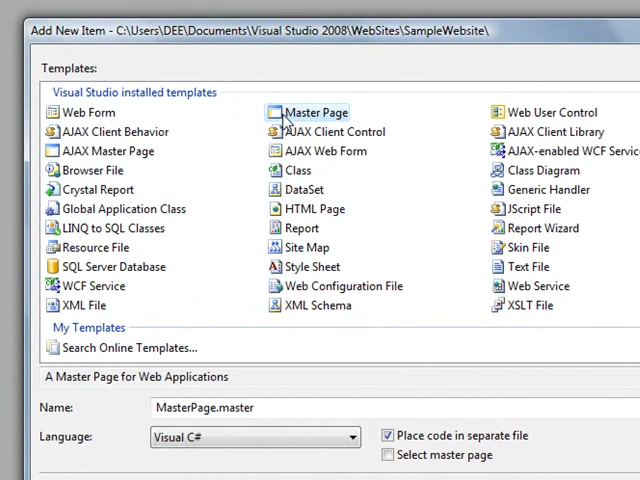 Add New Item - C:\Users\DEE\Documents\Visual Studio 2008\WebSites\SampleWebsite\
Templates:
Visual Studio installed templates
Web Form Master Page Web User Control
AJAX Client Behavior AJAX Client Control AJAX Client Library
AJAX Master Page AJAX Web Form AJAX-enabled WCF Servic
Browser File Class Class Diagram
Crystal Report DataSet Generic Handler
Global Application Class HTML Page JScript File
LINQ to SQL Classes Report Report Wizard
Resource File Site Map Skin File
SQL Server Database Style Sheet Text File
WCF Service Web Configuration File Web Service
XML File XML Schema XSLT File
My Templates
Search Online Templates...
A Master Page for Web Applications
Name: MasterPage.master
Language: Visual C# Place code in separate file
Select master page